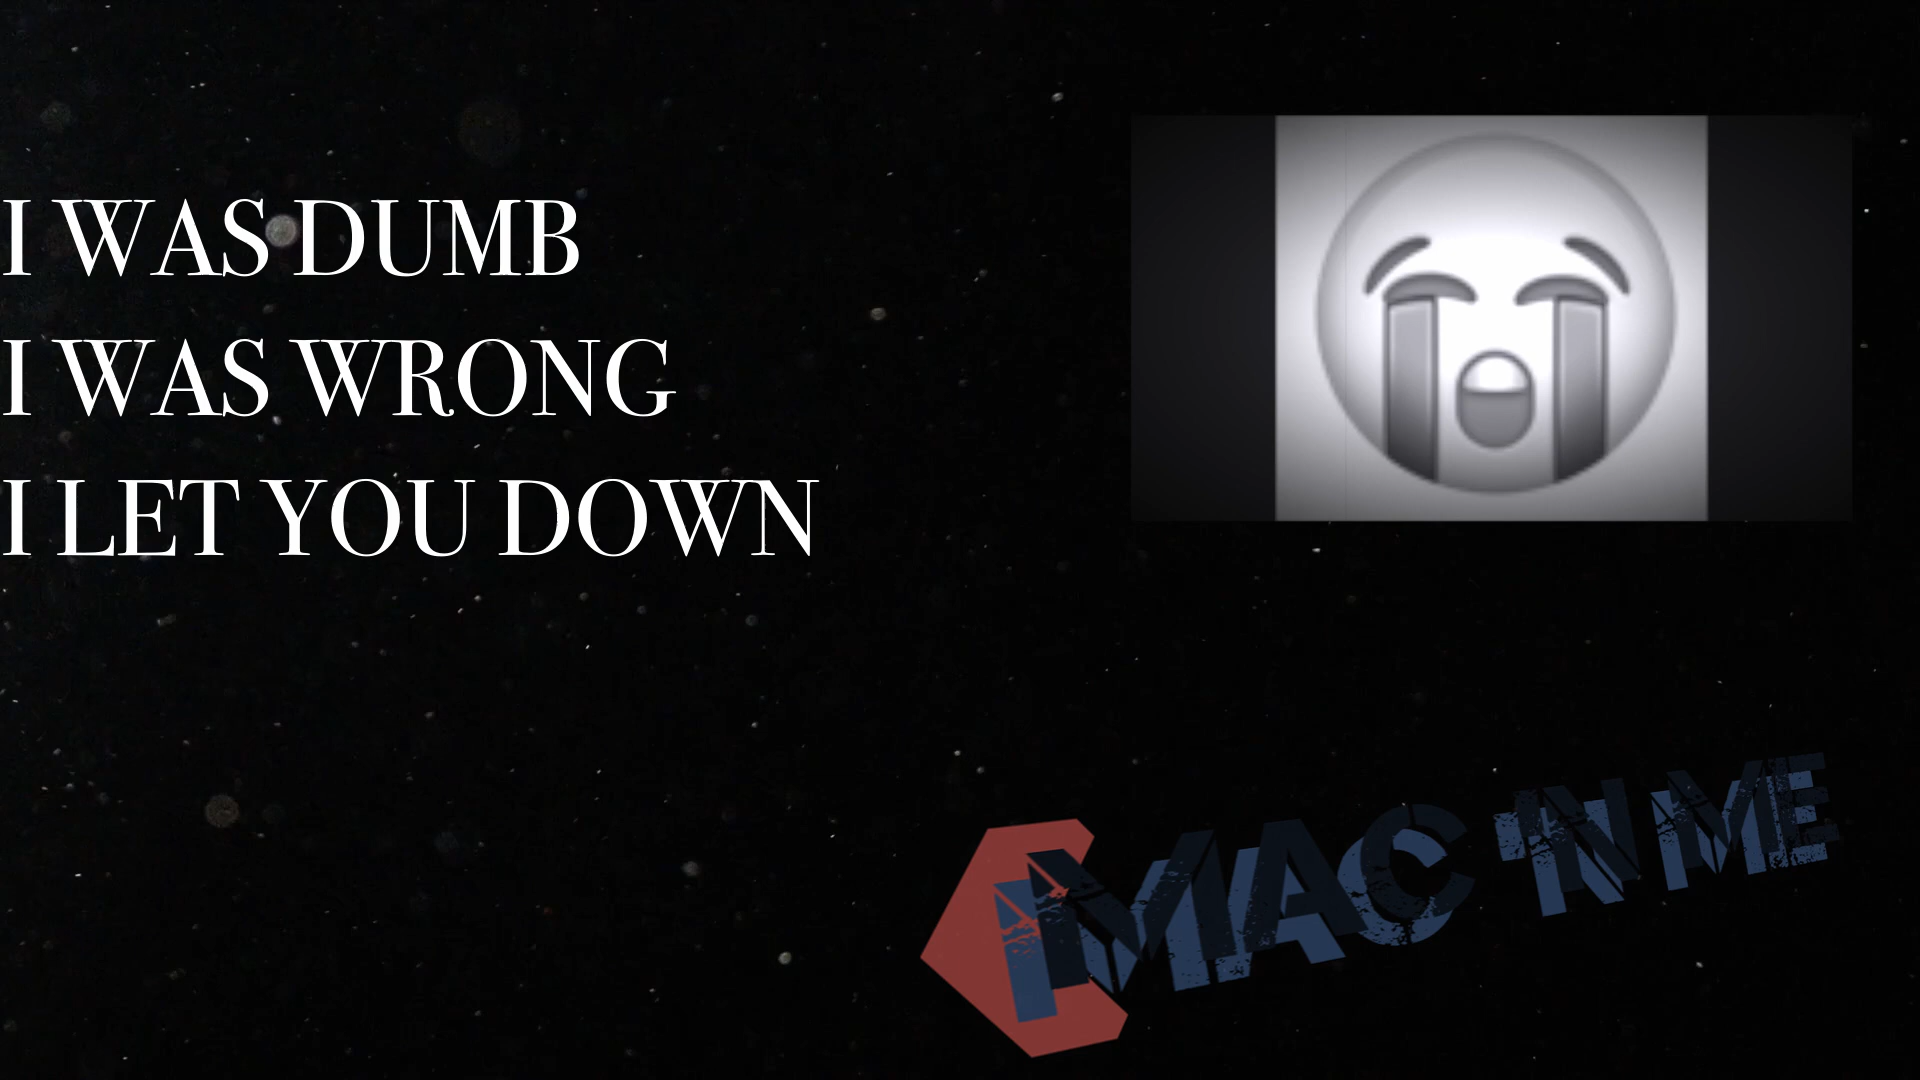 I WAS DUMB
I WAS WRONG
I LET YOU DOWN
MAC 'N ME